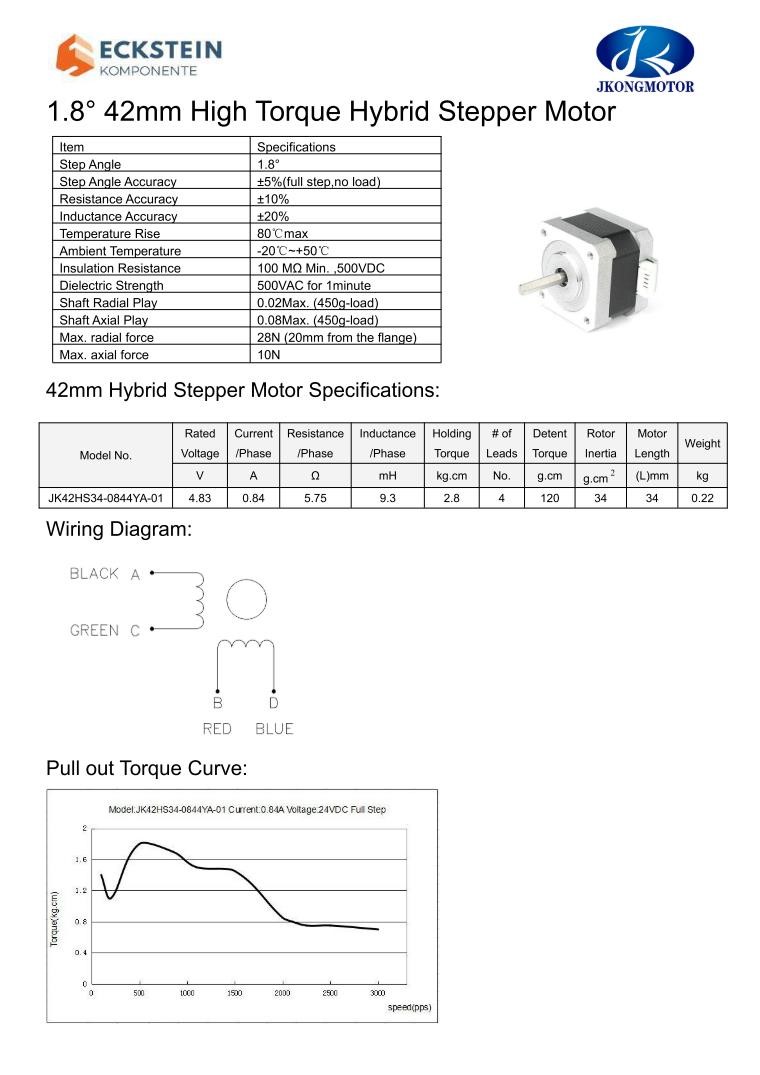 ECKSTEIN
KOMPONENTE
JK
JKONGMOTOR
1.8° 42mm High Torque Hybrid Stepper Motor
Item Specifications
Step Angle 1.8°
Step Angle Accuracy ±5%(full step,no load)
Resistance Accuracy ±10%
Inductance Accuracy ±20%
Temperature Rise 80℃max
Ambient Temperature -20℃~+50℃
Insulation Resistance 100 MΩ Min. ,500VDC
Dielectric Strength 500VAC for 1minute
Shaft Radial Play 0.02Max. (450g-load)
Shaft Axial Play 0.08Max. (450g-load)
Max. radial force 28N (20mm from the flange)
Max. axial force 10N
42mm Hybrid Stepper Motor Specifications:
Model No. Rated Voltage Current /Phase Resistance /Phase Inductance /Phase Holding Torque # of Leads Detent Torque Rotor Inertia Motor Length Weight
V A Ω mH kg.cm No. g.cm g.cm² (L)mm kg
JK42HS34-0844YA-01 4.83 0.84 5.75 9.3 2.8 4 120 34 34 0.22
Wiring Diagram:
BLACK A
GREEN C
B D
RED BLUE
Pull out Torque Curve:
Model:JK42HS34-0844YA-01 Current:0.84A Voltage:24VDC Full Step
2
1.6
1.2
0.8
0.4
0
Torque(kg.cm)
0 500 1000 1500 2000 2500 3000
speed(pps)